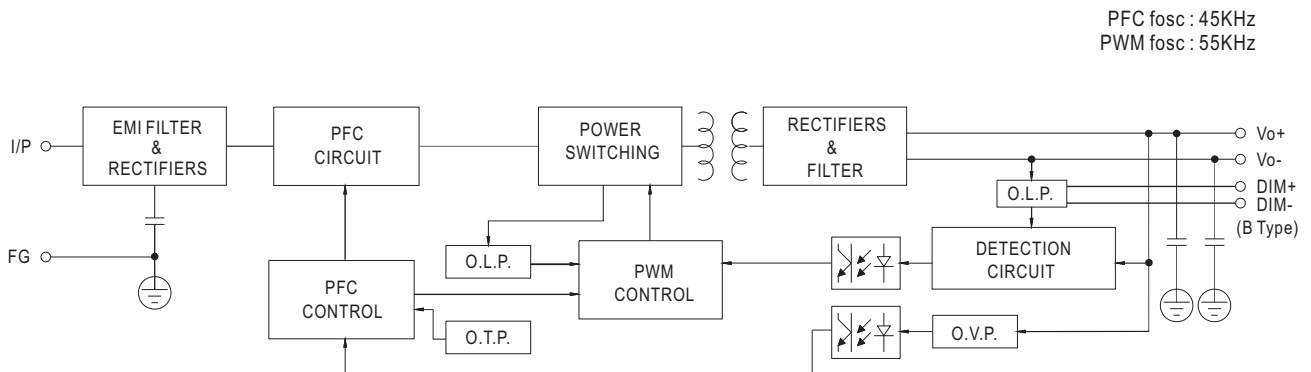 PFC fosc : 45KHz
PWM fosc : 55KHz
I/P
EMI FILTER
&
RECTIFIERS
PFC
CIRCUIT
POWER
SWITCHING
RECTIFIERS
&
FILTER
Vo+
Vo-
DIM+
DIM-
(B Type)
O.L.P.
FG
O.L.P.
PFC
CONTROL
PWM
CONTROL
DETECTION
CIRCUIT
O.T.P.
O.V.P.